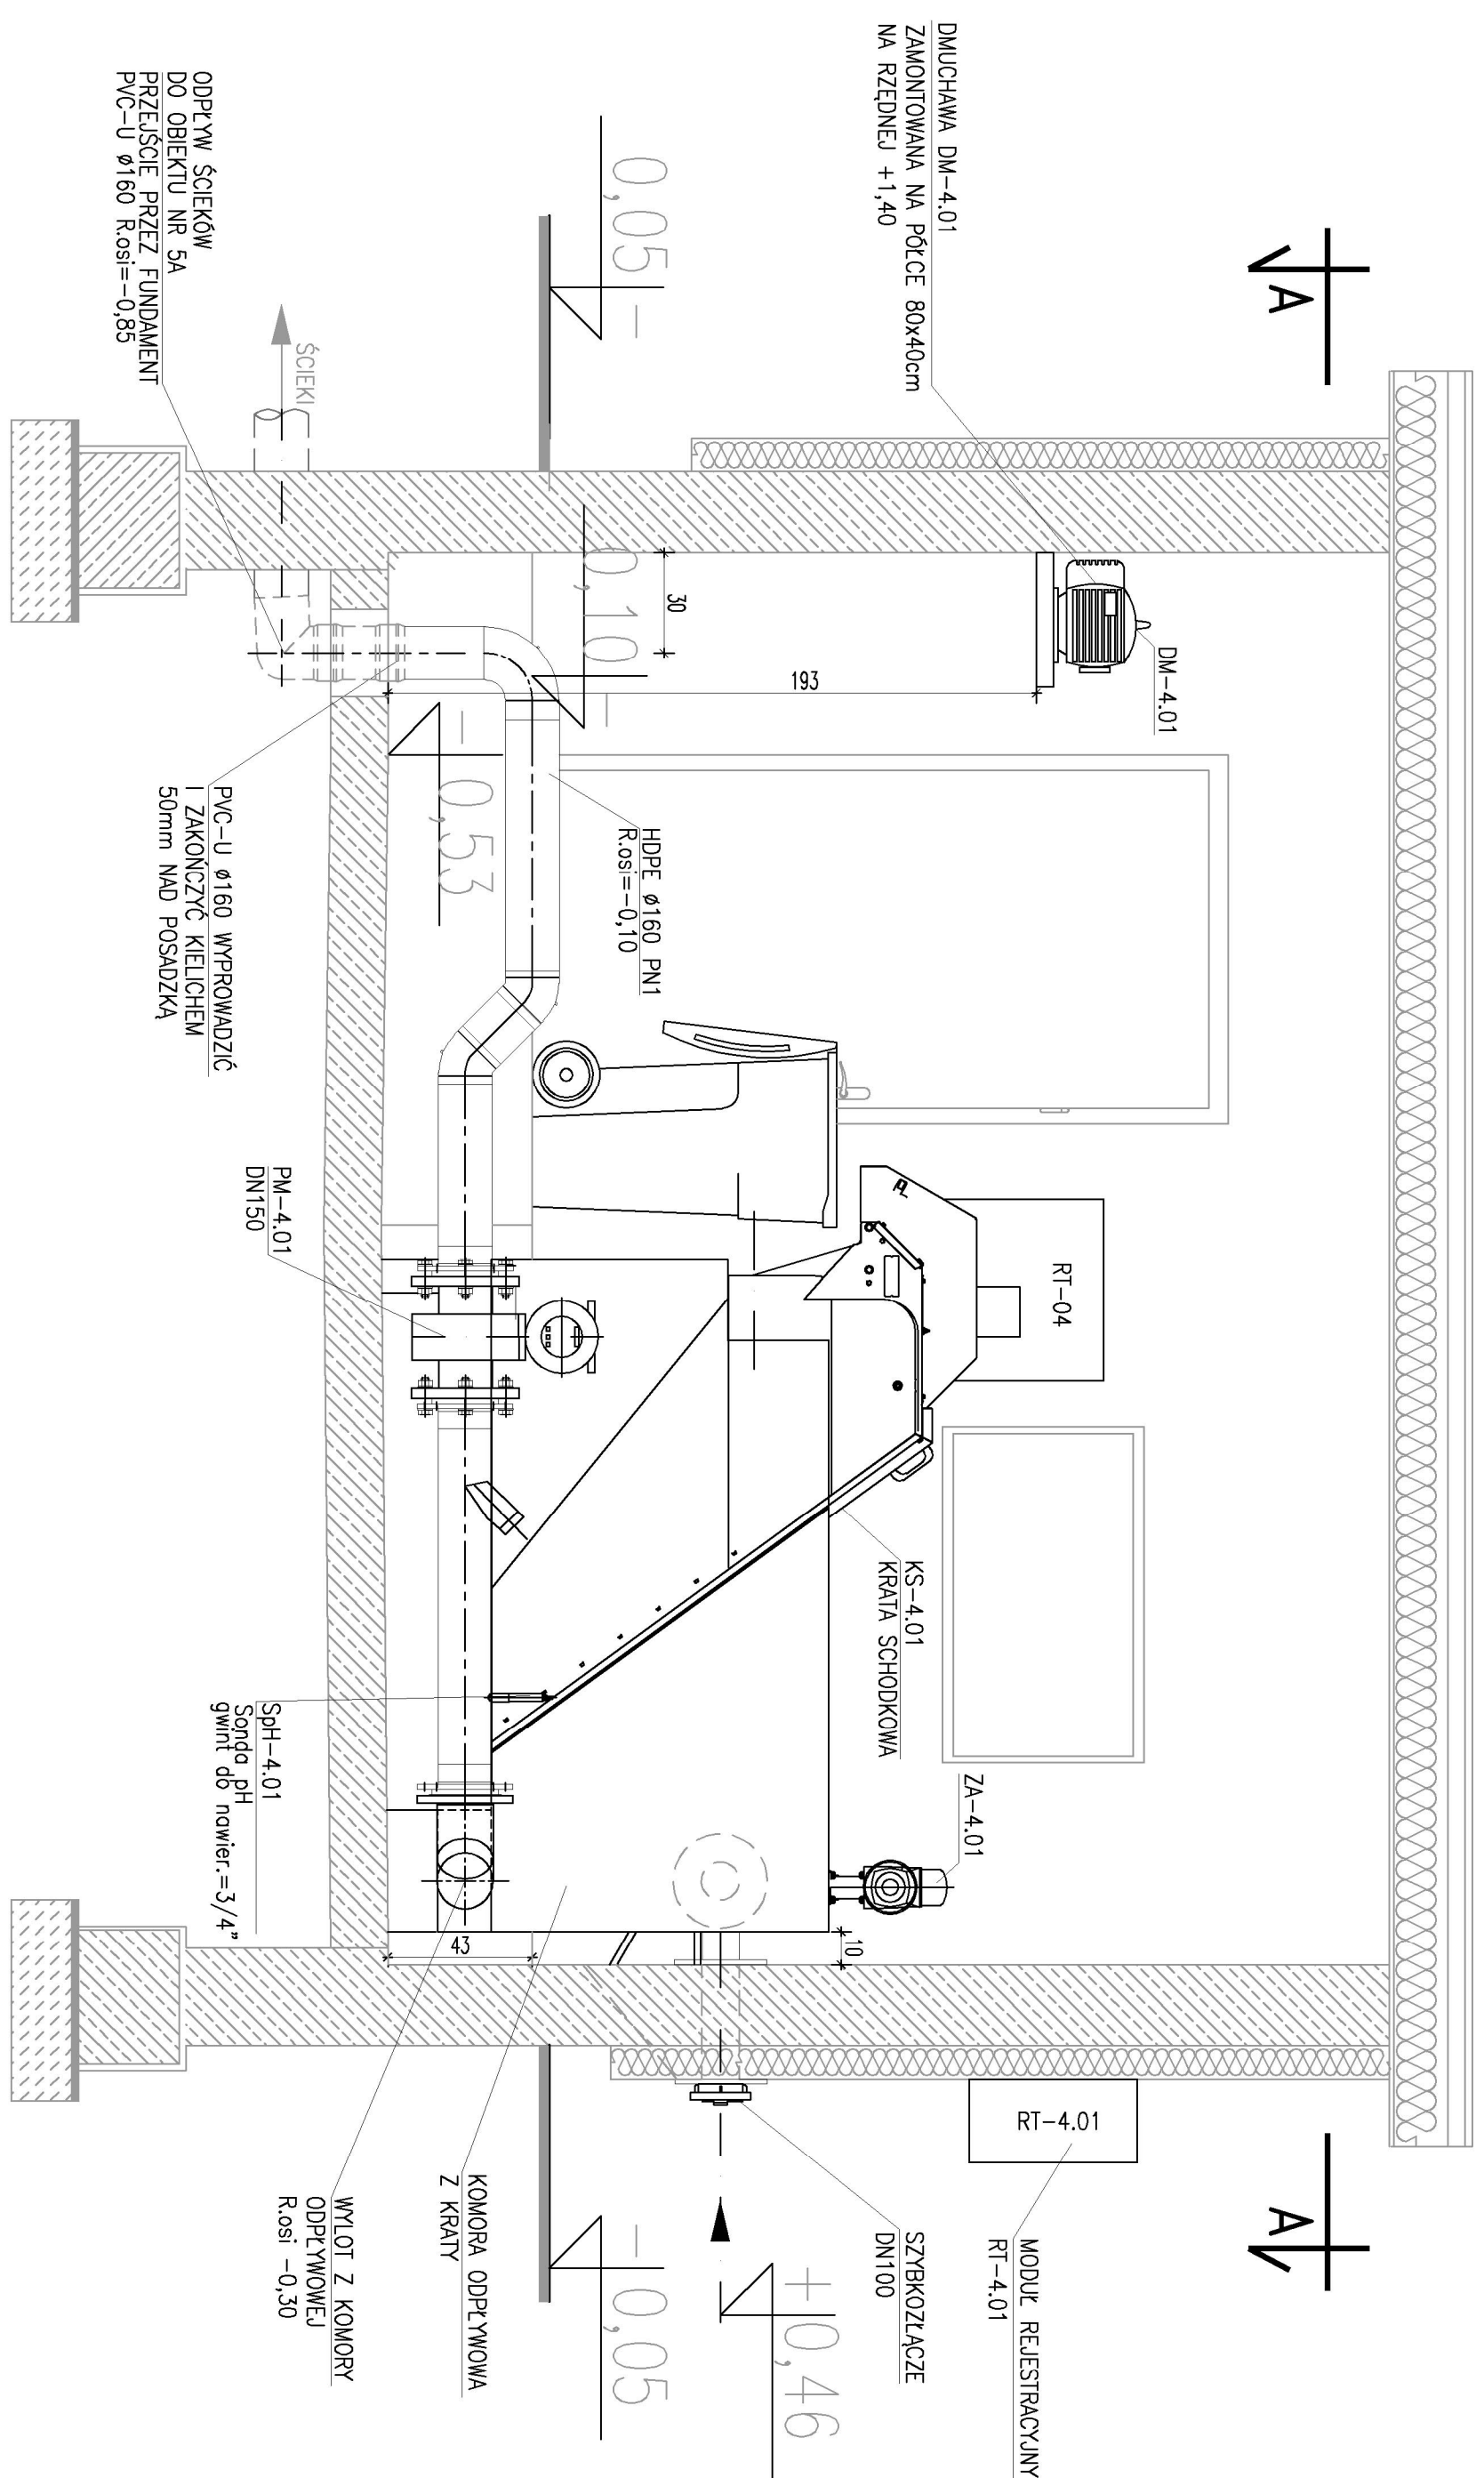 A
A
DMUCHAWA DM-4.01
ZAMONTOWANA NA PÓŁCE 80x40cm
NA RZĘDNEJ +1,40
DM-4.01
RT-04
ZA-4.01
RT-4.01
MODUŁ REJESTRACYJNY
RT-4.01
193
KS-4.01
KRATA SCHODKOWA
SZYBKOZŁĄCZE
DN100
+0,46
10
30
0,05 –
0,10 –
HDPE ø160 PN1
R.osi=-0,10
– 0,53
– 0,05
43
KOMORA ODPŁYWOWA
Z KRATY
WYLOT Z KOMORY
ODPŁYWOWEJ
R.osi -0,30
ŚCIEKI
ODPŁYW ŚCIEKÓW
DO OBIEKTU NR 5A
PRZEJŚCIE PRZEZ FUNDAMENT
PVC-U ø160 R.osi=-0,85
PVC-U ø160 WYPROWADZIĆ
I ZAKOŃCZYĆ KIELICHEM
50mm NAD POSADZKĄ
PM-4.01
DN150
SpH-4.01
Sonda pH
gwint do nawier.=3/4"